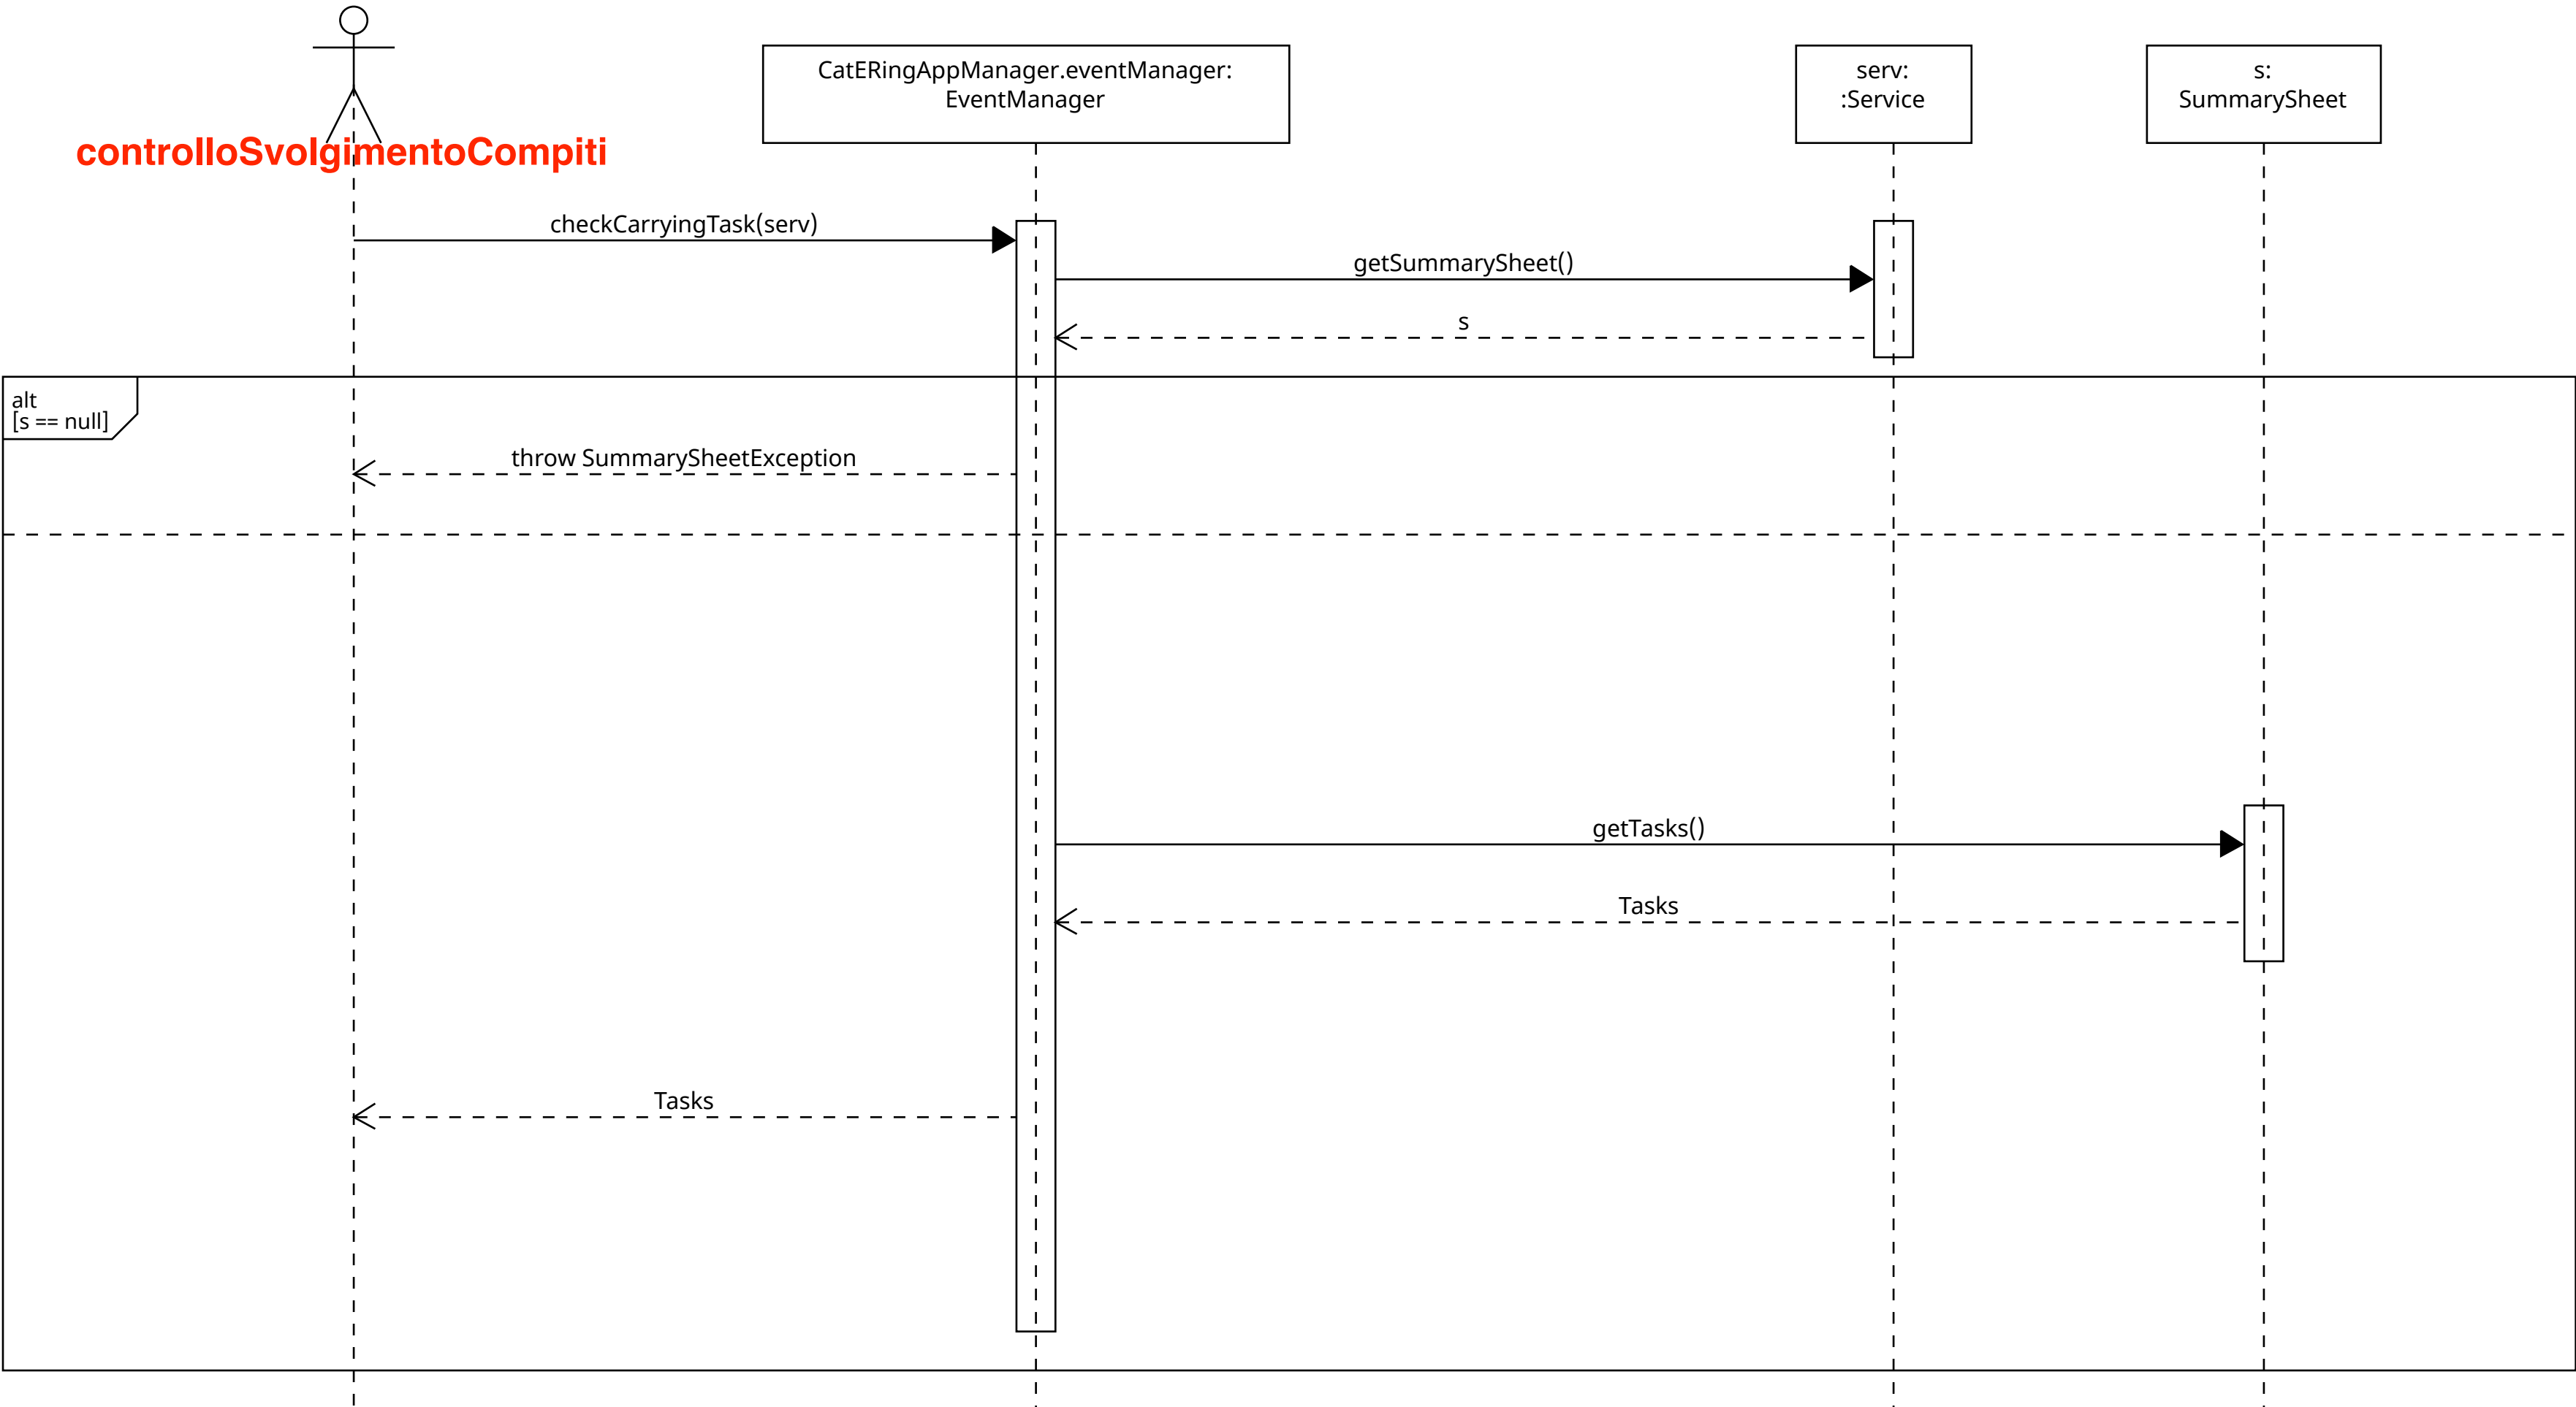 CatERingAppManager.eventManager:
EventManager
serv:
:Service
s:
SummarySheet
controlloSvolgimentoCompiti
checkCarryingTask(serv)
getSummarySheet()
s
alt
[s == null]
throw SummarySheetException
getTasks()
Tasks
Tasks